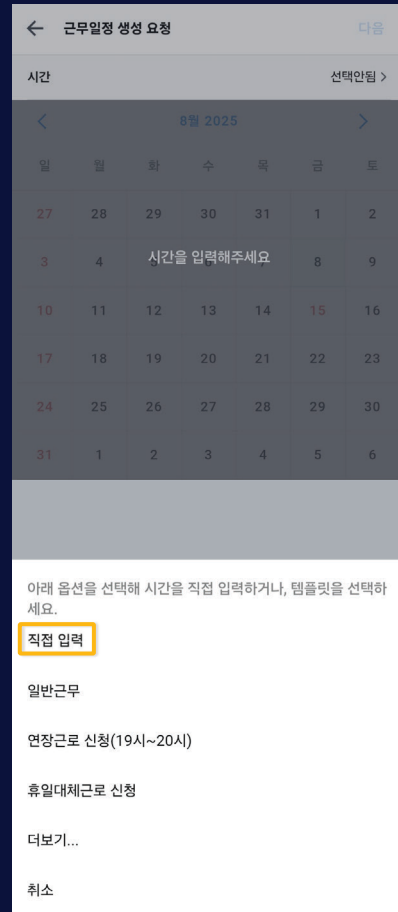 근무일정 생성 요청 다음
시간 선택안됨 >
8월 2025
일 월 화 수 목 금 토
27 28 29 30 31 1 2
3 4 5 6 7 8 9
시간을 입력해주세요
10 11 12 13 14 15 16
17 18 19 20 21 22 23
24 25 26 27 28 29 30
31 1 2 3 4 5 6
아래 옵션을 선택해 시간을 직접 입력하거나, 템플릿을 선택하
세요.
직접 입력
일반근무
연장근로 신청(19시~20시)
휴일대체근로 신청
더보기...
취소